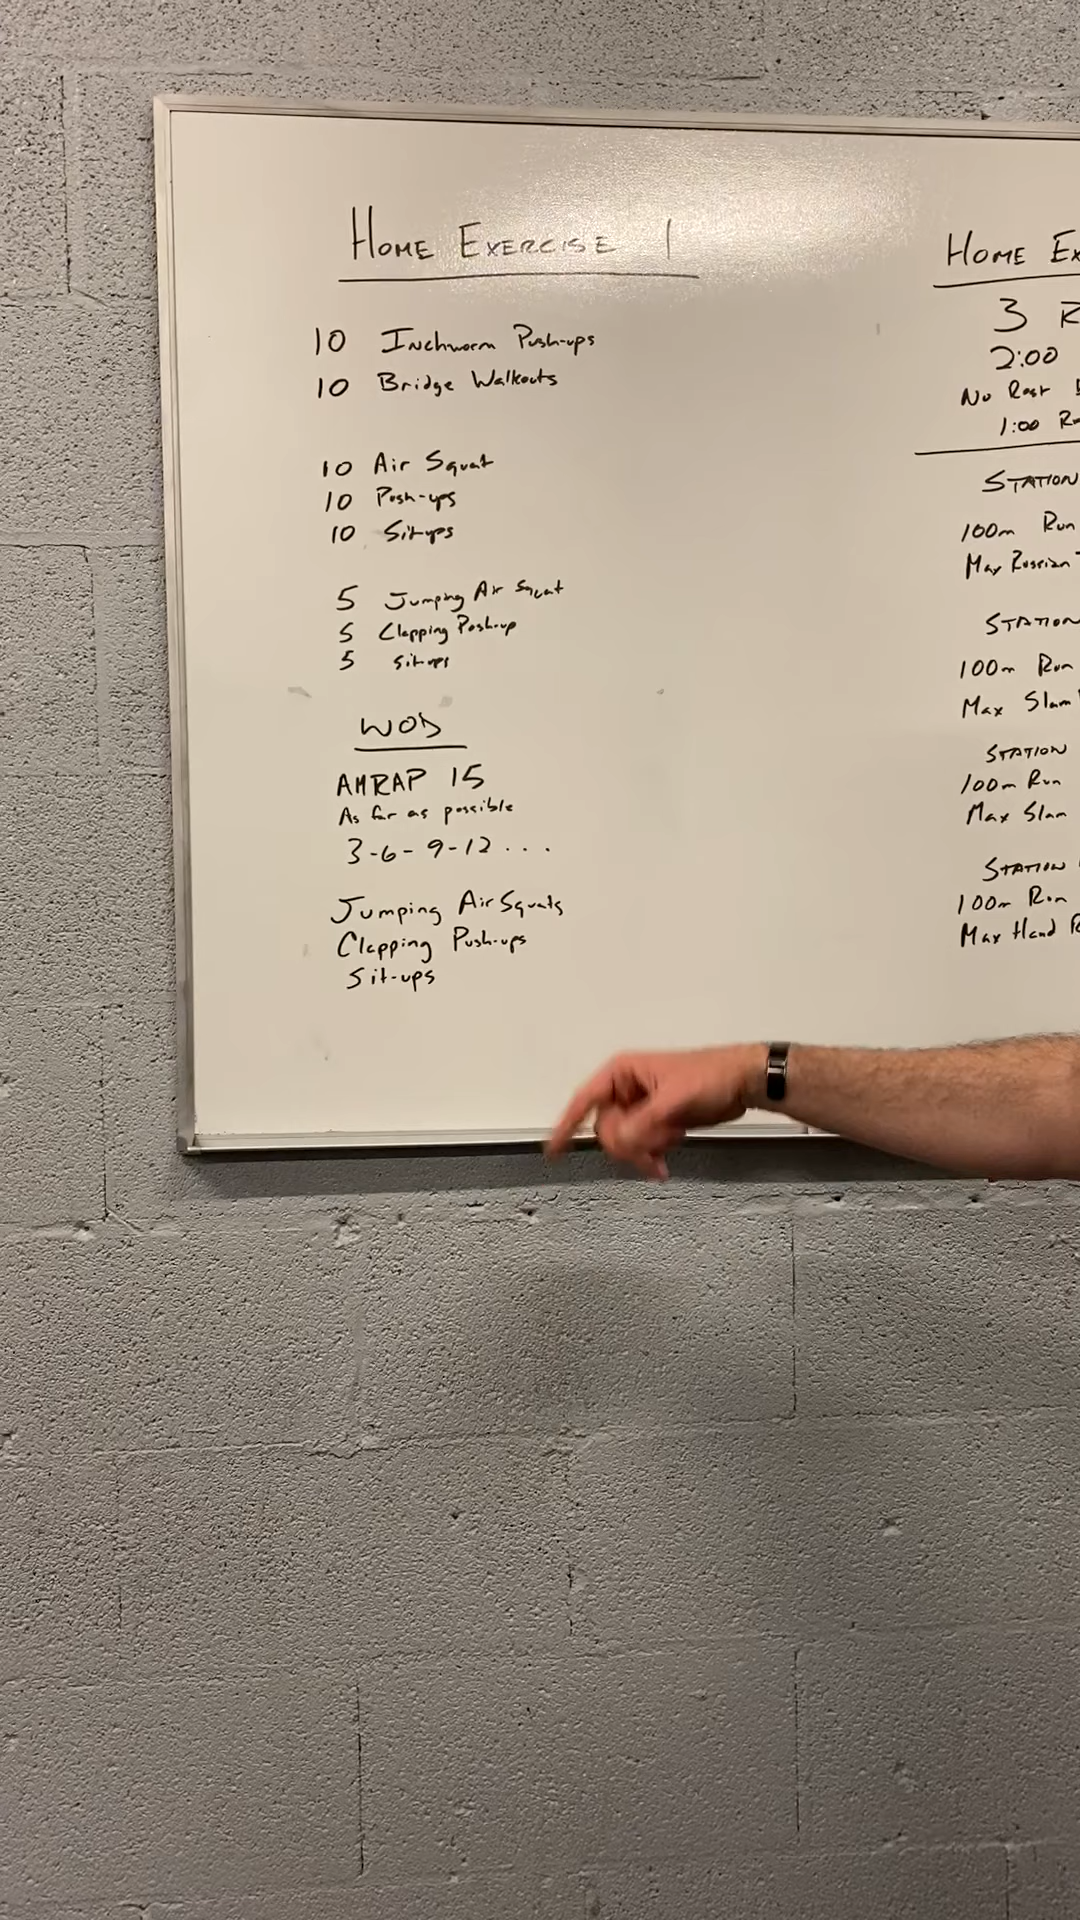 HOME EXERCISE 1
10 Inchworm Push-ups
10 Bridge Walkouts
10 Air Squat
10 Push-ups
10 Sit-ups
5 Jumping Air Squat
5 Clapping Push-up
5 Sit-ups
WOD
AMRAP 15
As far as possible
3-6-9-12...
Jumping Air Squats
Clapping Push-ups
Sit-ups
HOME EX
3 R
2:00
No Rest
1:00 R
STATION
100m Run
Max Russian T
STATION
100m Run
Max Slam
STATION
100m Run
Max Slam
STATION
100m Run
Max Hand